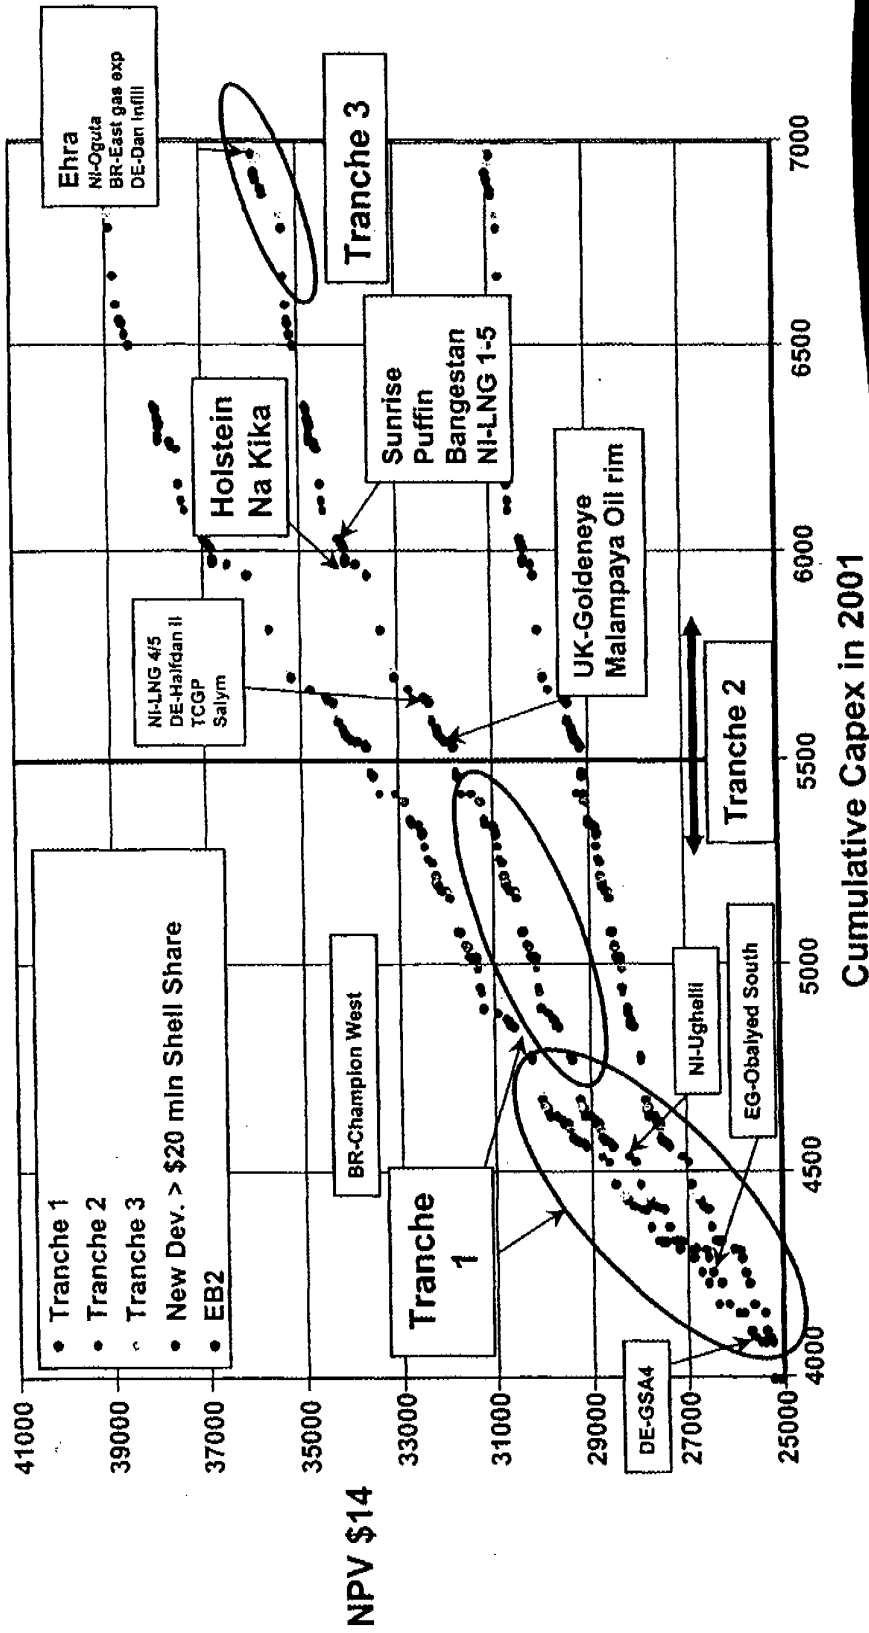 NPV $14
41000
39000
37000
35000
33000
31000
29000
27000
25000
Tranche 1
Tranche 2
Tranche 3
New Dev. > $20 mln Shell Share
EB2
Ehra
NI-Oguta
BR-East gas exp
DE-Dan Infill
Tranche 3
NI-LNG 4/5
DE-Halfdan II
TCGP
Salym
Holstein
Na Kika
Sunrise
Puffin
Bangestan
NI-LNG 1-5
BR-Champion West
Tranche
1
UK-Goldeneye
Malampaya Oil rim
DE-GSA4
NI-Ughelli
EG-Obaiyed South
Tranche 2
4000
4500
5000
5500
6000
6500
7000
Cumulative Capex in 2001